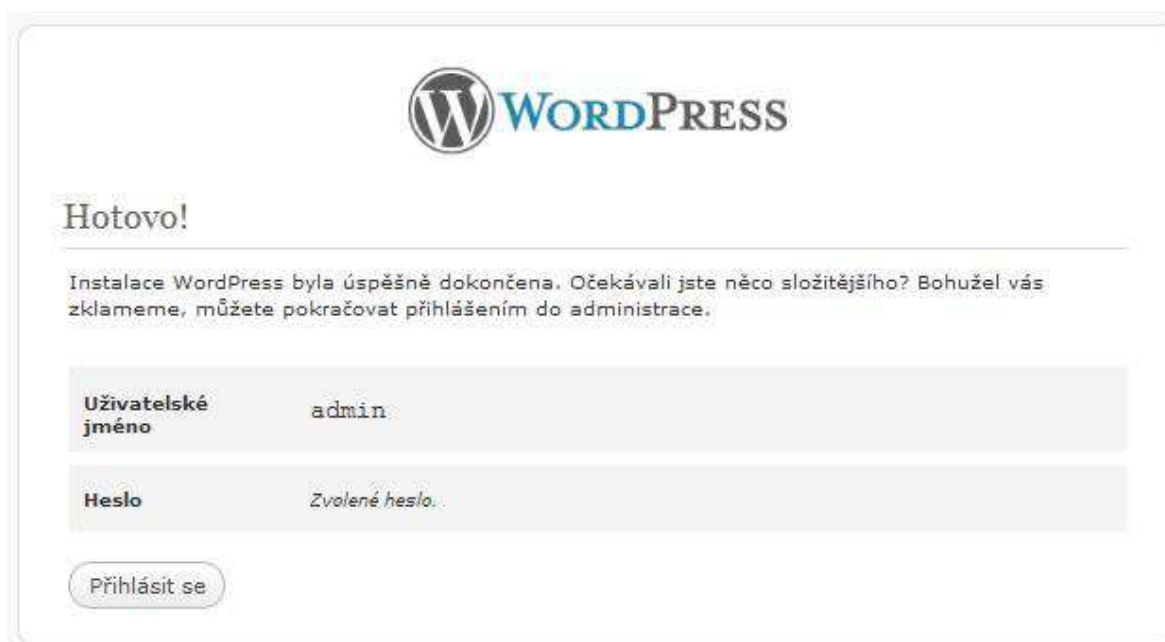 WORDPRESS
Hotovo!
Instalace WordPress byla úspěšně dokončena. Očekávali jste něco složitějšího? Bohužel vás
zklameme, můžete pokračovat přihlášením do administrace.
Uživatelské
jméno
admin
Heslo
Zvolené heslo.
Přihlásit se